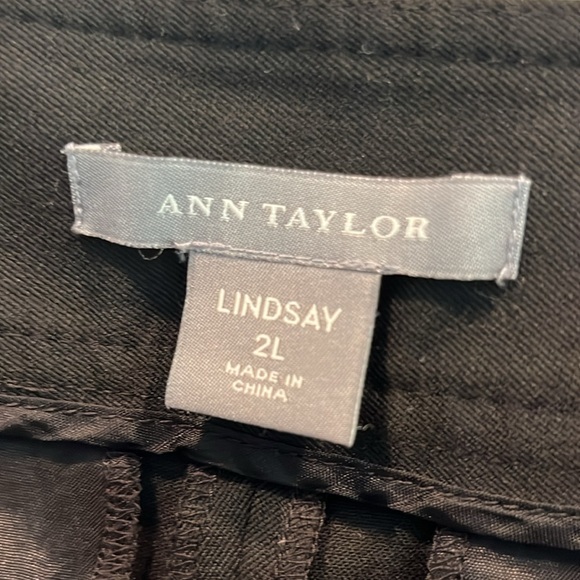 ANN TAYLOR
LINDSAY
2L
MADE IN
CHINA